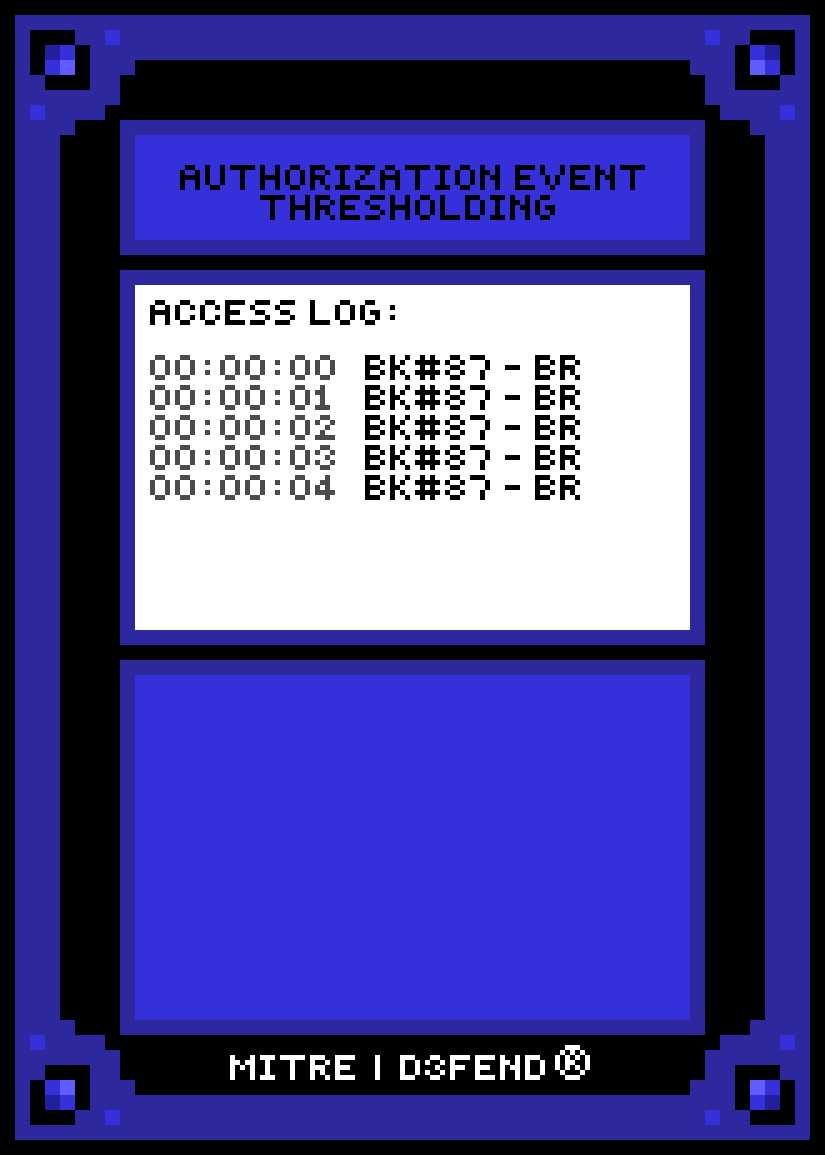 AUTHORIZATION EVENT
THRESHOLDING
ACCESS LOG:
00:00:00 BK#87 - BR
00:00:01 BK#87 - BR
00:00:02 BK#87 - BR
00:00:03 BK#87 - BR
00:00:04 BK#87 - BR
MITRE | D3FEND®